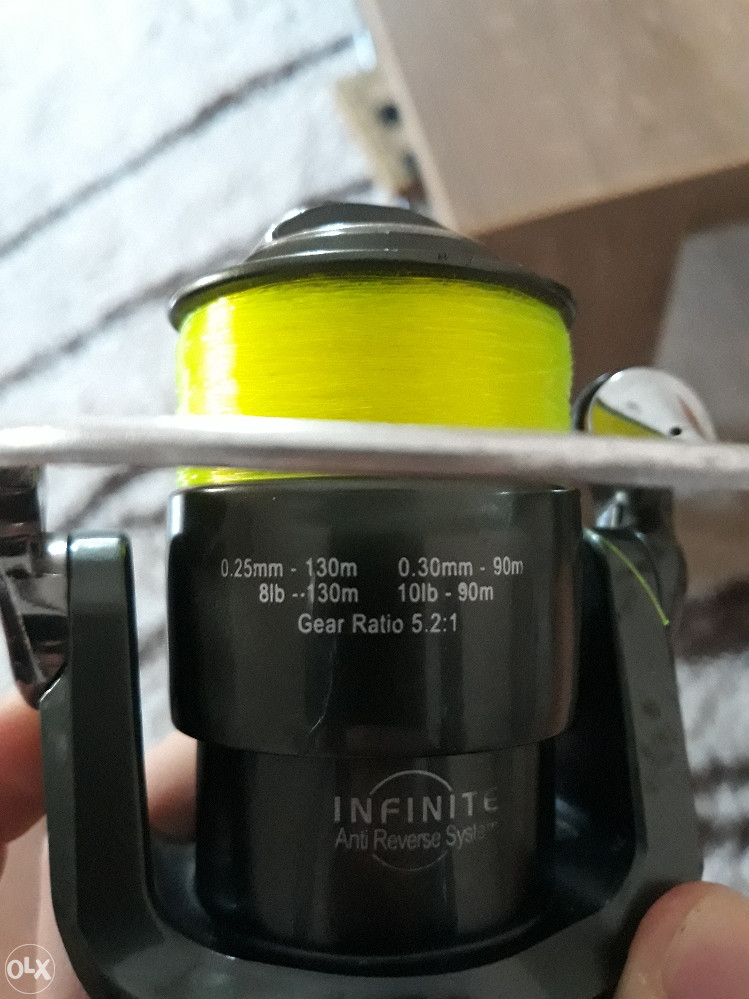 0.25mm - 130m 0.30mm - 90m
8lb --130m 10lb - 90m
Gear Ratio 5.2:1
INFINITE
Anti Reverse System
OLX